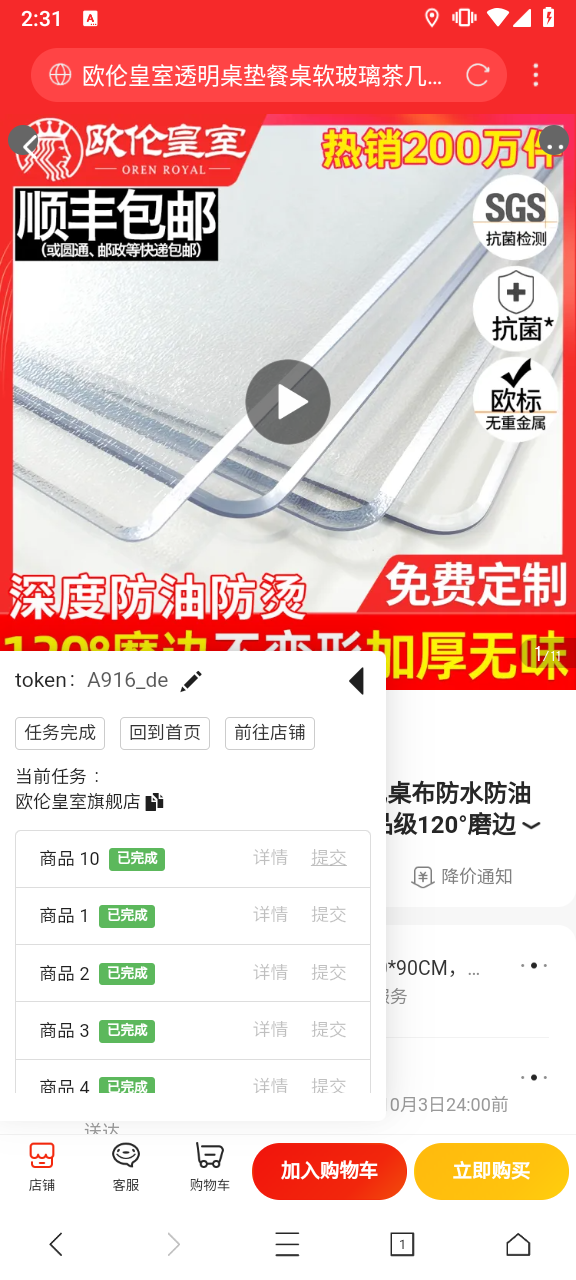 2:31
A
欧伦皇室透明桌垫餐桌软玻璃茶几…
欧伦皇室
OREN ROYAL
热销200万件
顺丰包邮
(或圆通、邮政等快递包邮)
SGS
抗菌检测
抗菌*
欧标
无重金属
深度防油防烫
免费定制
120°磨边不变形加厚无味
1/11
token: A916_de
任务完成
回到首页
前往店铺
当前任务 :
欧伦皇室旗舰店
桌布防水防油
品级120°磨边
降价通知
商品 10 已完成 详情 提交
商品 1 已完成 详情 提交
*90CM，…
商品 2 已完成 详情 提交
服务
商品 3 已完成 详情 提交
商品 4 已完成 详情 提交
10月3日24:00前
送达
店铺
客服
购物车
加入购物车
立即购买
1